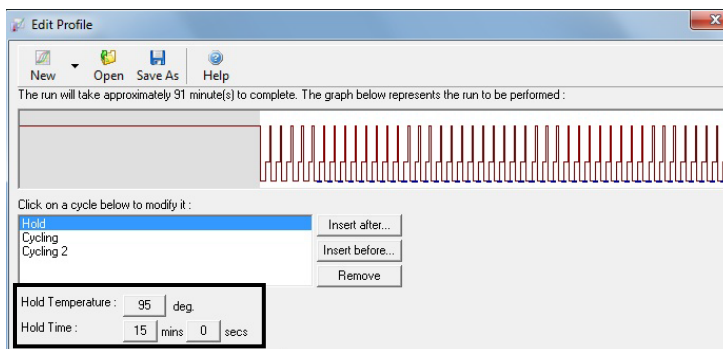 Edit Profile
X
New Open Save As Help
The run will take approximately 91 minute(s) to complete. The graph below represents the run to be performed :
Click on a cycle below to modify it :
Hold
Cycling
Cycling 2
Insert after...
Insert before...
Remove
Hold Temperature : 95 deg.
Hold Time : 15 mins 0 secs